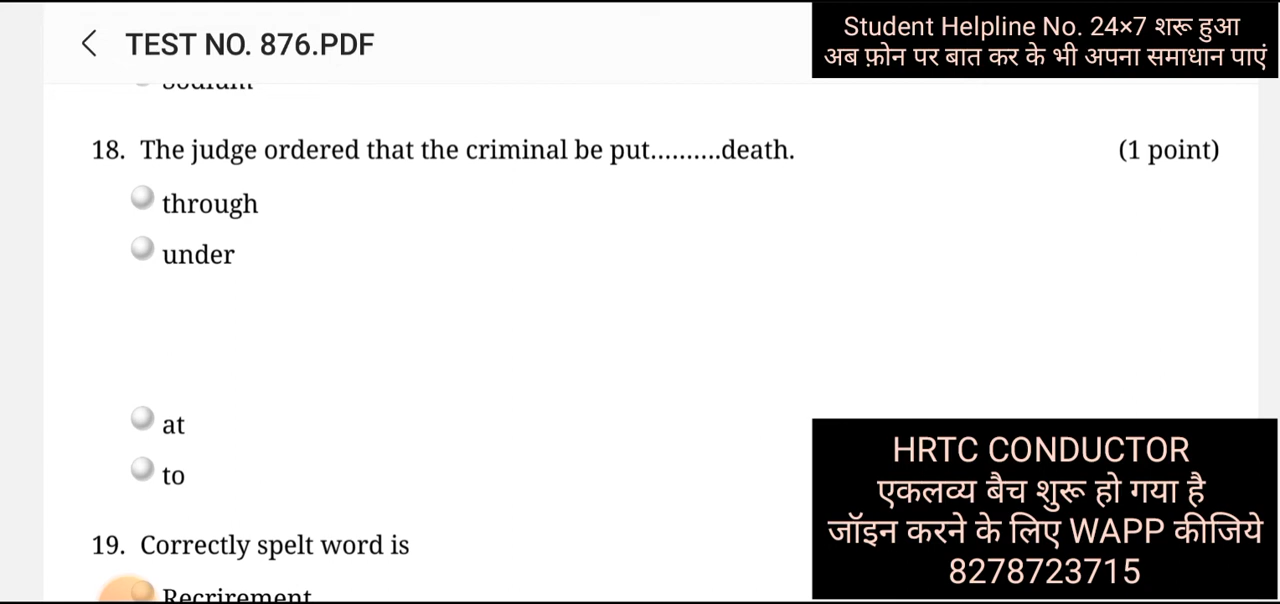 TEST NO. 876.PDF
Student Helpline No. 24×7 शरू हुआ
अब फ़ोन पर बात कर के भी अपना समाधान पाएं
18. The judge ordered that the criminal be put..........death. (1 point)
through
under
at
to
19. Correctly spelt word is
Recrirement
HRTC CONDUCTOR
एकलव्य बैच शुरू हो गया है
जॉइन करने के लिए WAPP कीजिये
8278723715